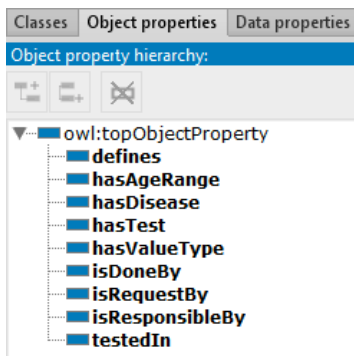 Classes Object properties Data properties
Object property hierarchy:
owl:topObjectProperty
defines
hasAgeRange
hasDisease
hasTest
hasValueType
isDoneBy
isRequestBy
isResponsibleBy
testedIn